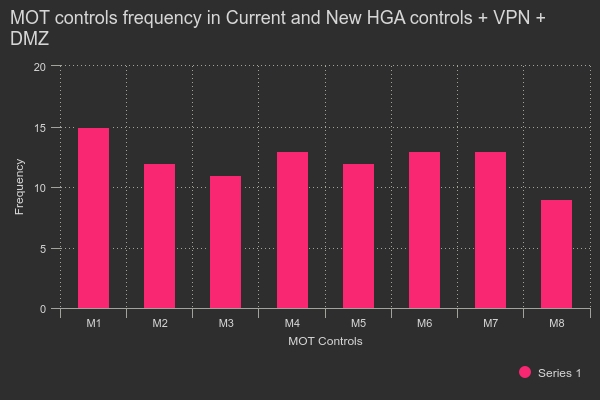 MOT controls frequency in Current and New HGA controls + VPN +
DMZ
20
15
10
5
0
Frequency
M1 M2 M3 M4 M5 M6 M7 M8
MOT Controls
Series 1